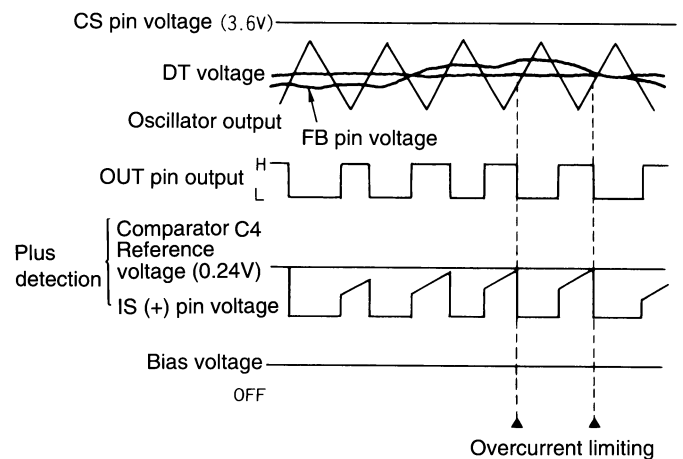 CS pin voltage (3.6V)
DT voltage
Oscillator output
FB pin voltage
OUT pin output
H
L
Plus
detection
Comparator C4
Reference
voltage (0.24V)
IS (+) pin voltage
Bias voltage
OFF
Overcurrent limiting